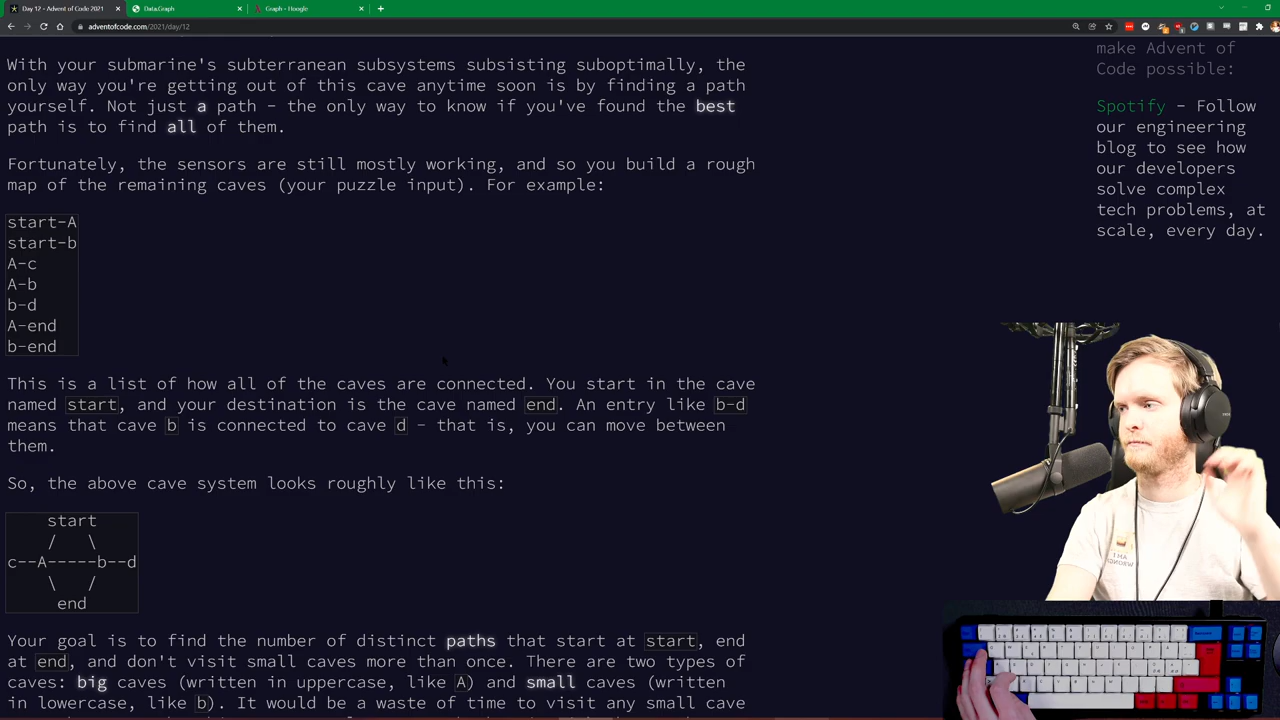 Day 12 - Advent of Code 2021
Data.Graph
Graph - Hoogle
adventofcode.com/2021/day/12
With your submarine's subterranean subsystems subsisting suboptimally, the
only way you're getting out of this cave anytime soon is by finding a path
yourself. Not just a path - the only way to know if you've found the best
path is to find all of them.
Fortunately, the sensors are still mostly working, and so you build a rough
map of the remaining caves (your puzzle input). For example:
start-A
start-b
A-c
A-b
b-d
A-end
b-end
This is a list of how all of the caves are connected. You start in the cave
named start, and your destination is the cave named end. An entry like b-d
means that cave b is connected to cave d - that is, you can move between
them.
So, the above cave system looks roughly like this:
start
/ \
c--A-----b--d
\ /
end
Your goal is to find the number of distinct paths that start at start, end
at end, and don't visit small caves more than once. There are two types of
caves: big caves (written in uppercase, like A) and small caves (written
in lowercase, like b). It would be a waste visit any small cave
make Advent of
Code possible:
Spotify - Follow
our engineering
blog to see how
our developers
solve complex
tech problems, at
scale, every day.
I AM